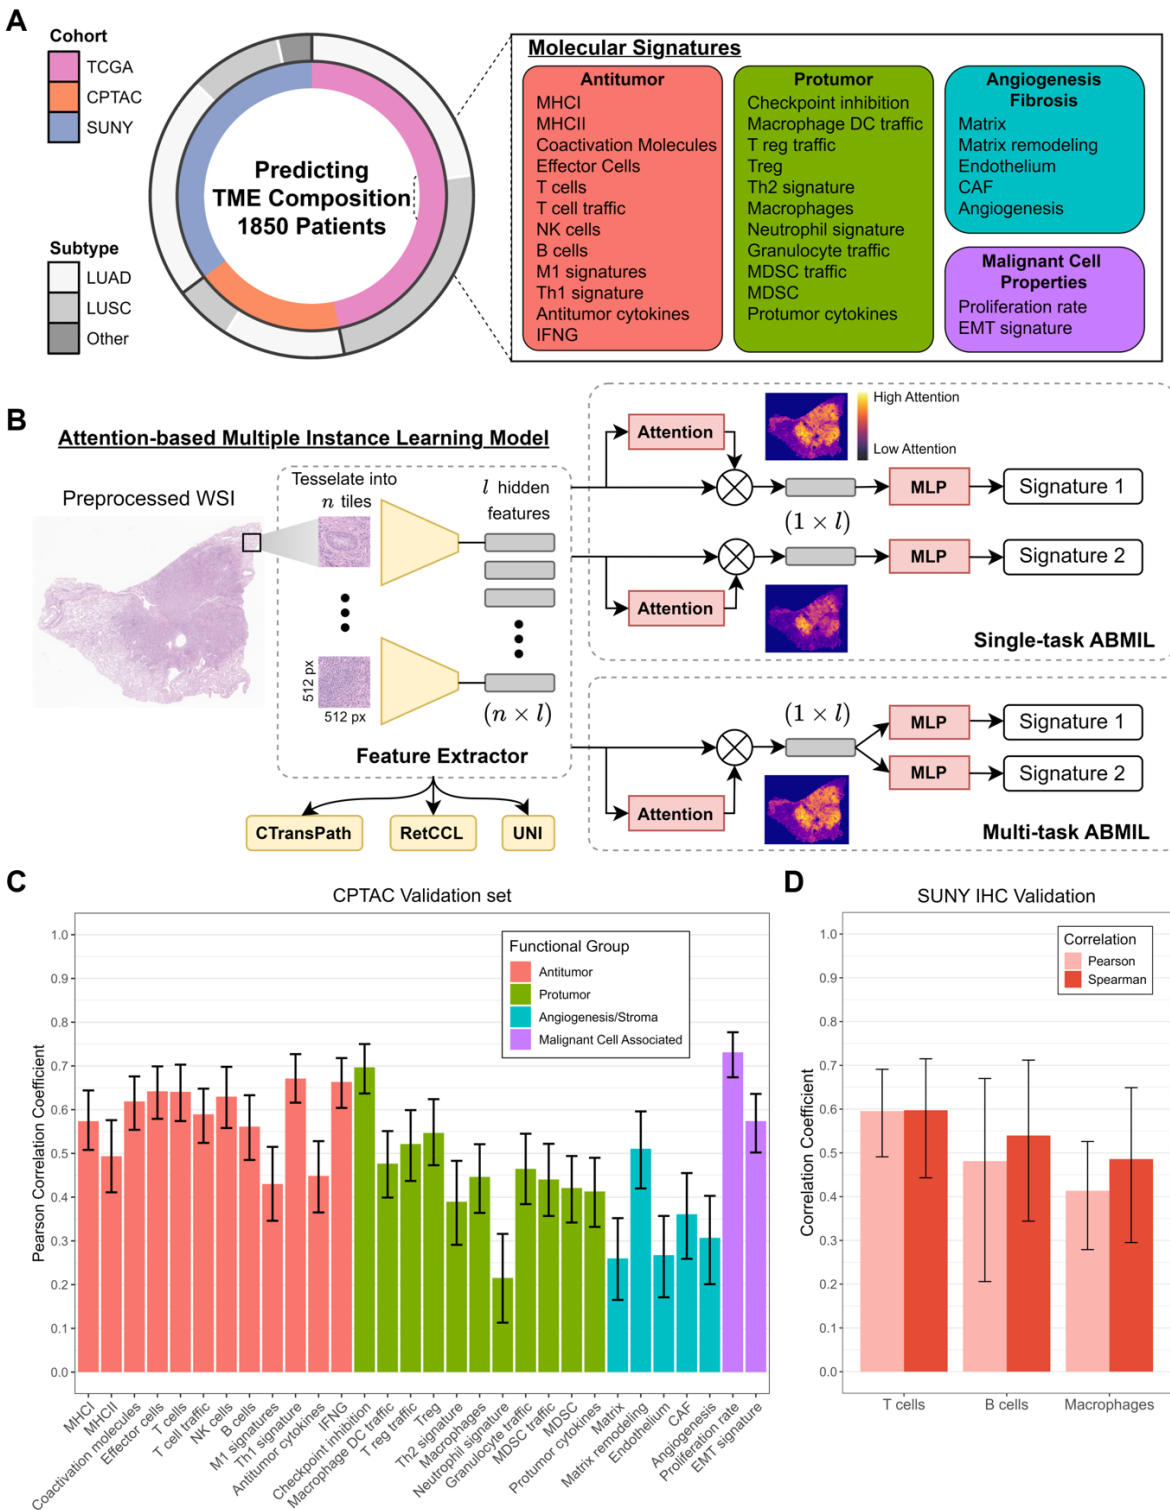 A
Cohort
TCGA
CPTAC
SUNY
Subtype
LUAD
LUSC
Other
Predicting
TME Composition
1850 Patients
Molecular Signatures
Antitumor
MHCI
MHCII
Coactivation Molecules
Effector Cells
T cells
T cell traffic
NK cells
B cells
M1 signatures
Th1 signature
Antitumor cytokines
IFNG
Protumor
Checkpoint inhibition
Macrophage DC traffic
T reg traffic
Treg
Th2 signature
Macrophages
Neutrophil signature
Granulocyte traffic
MDSC traffic
MDSC
Protumor cytokines
Angiogenesis
Fibrosis
Matrix
Matrix remodeling
Endothelium
CAF
Angiogenesis
Malignant Cell
Properties
Proliferation rate
EMT signature
B
Attention-based Multiple Instance Learning Model
Preprocessed WSI
Tesselate into
n tiles
l hidden
features
512 px
512 px
(n × l)
Feature Extractor
CTransPath
RetCCL
UNI
Attention
High Attention
Low Attention
(1 × l)
MLP
Signature 1
Attention
MLP
Signature 2
Single-task ABMIL
Attention
(1 × l)
MLP
Signature 1
MLP
Signature 2
Multi-task ABMIL
C
CPTAC Validation set
Pearson Correlation Coefficient
1.0
0.9
0.8
0.7
0.6
0.5
0.4
0.3
0.2
0.1
0.0
Functional Group
Antitumor
Protumor
Angiogenesis/Stroma
Malignant Cell Associated
MHCI
MHCII
Coactivation molecules
Effector cells
T cells
T cell traffic
NK cells
B cells
M1 signatures
Th1 signature
Antitumor cytokines
IFNG
Checkpoint inhibition
Macrophage DC traffic
T reg traffic
Treg
Th2 signature
Macrophages
Neutrophil signature
Granulocyte traffic
MDSC traffic
MDSC
Protumor cytokines
Matrix
Matrix remodeling
Endothelium
CAF
Angiogenesis
Proliferation rate
EMT signature
D
SUNY IHC Validation
Correlation Coefficient
1.0
0.9
0.8
0.7
0.6
0.5
0.4
0.3
0.2
0.1
0.0
Correlation
Pearson
Spearman
T cells
B cells
Macrophages